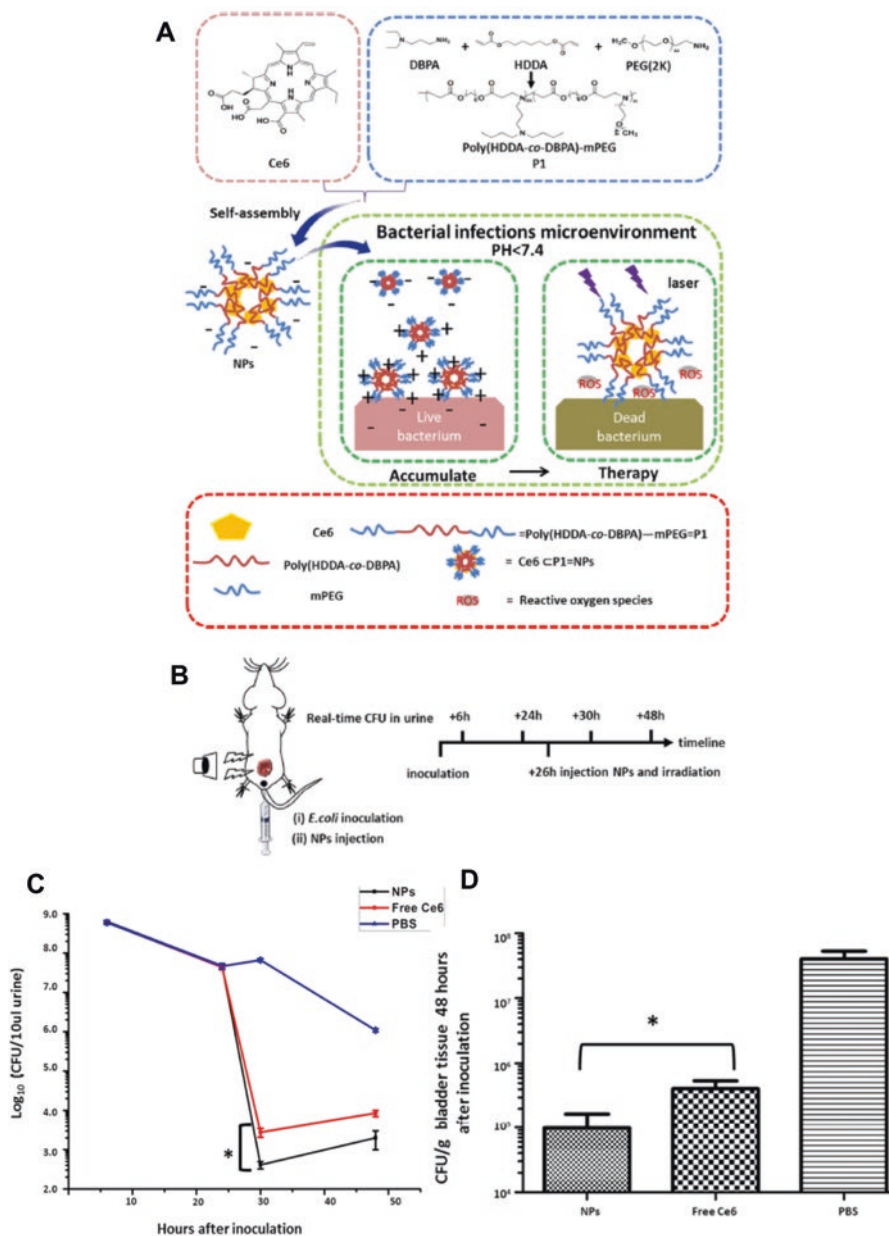 A
DBPA
+
HDDA
+
PEG(2K)
Ce6
Poly(HDDA-co-DBPA)-mPEG
P1
Self-assembly
NPs
Bacterial infections microenvironment
PH<7.4
Live
bacterium
Accumulate
laser
ROS
ROS
ROS
Dead
bacterium
Therapy
Ce6
=Poly(HDDA-co-DBPA)—mPEG=P1
Poly(HDDA-co-DBPA)
= Ce6 ⊂P1=NPs
mPEG
ROS
= Reactive oxygen species
B
Real-time CFU in urine
+6h
+24h
+30h
+48h
timeline
inoculation
+26h injection NPs and irradiation
(i) E.coli inoculation
(ii) NPs injection
C
NPs
Free Ce6
PBS
9.0
8.0
7.0
6.0
5.0
4.0
3.0
2.0
Log₁₀ (CFU/10ul urine)
*
10
20
30
40
50
Hours after inoculation
D
CFU/g bladder tissue 48 hours
after inoculation
10⁸
10⁷
10⁶
10⁵
10⁴
*
NPs
Free Ce6
PBS